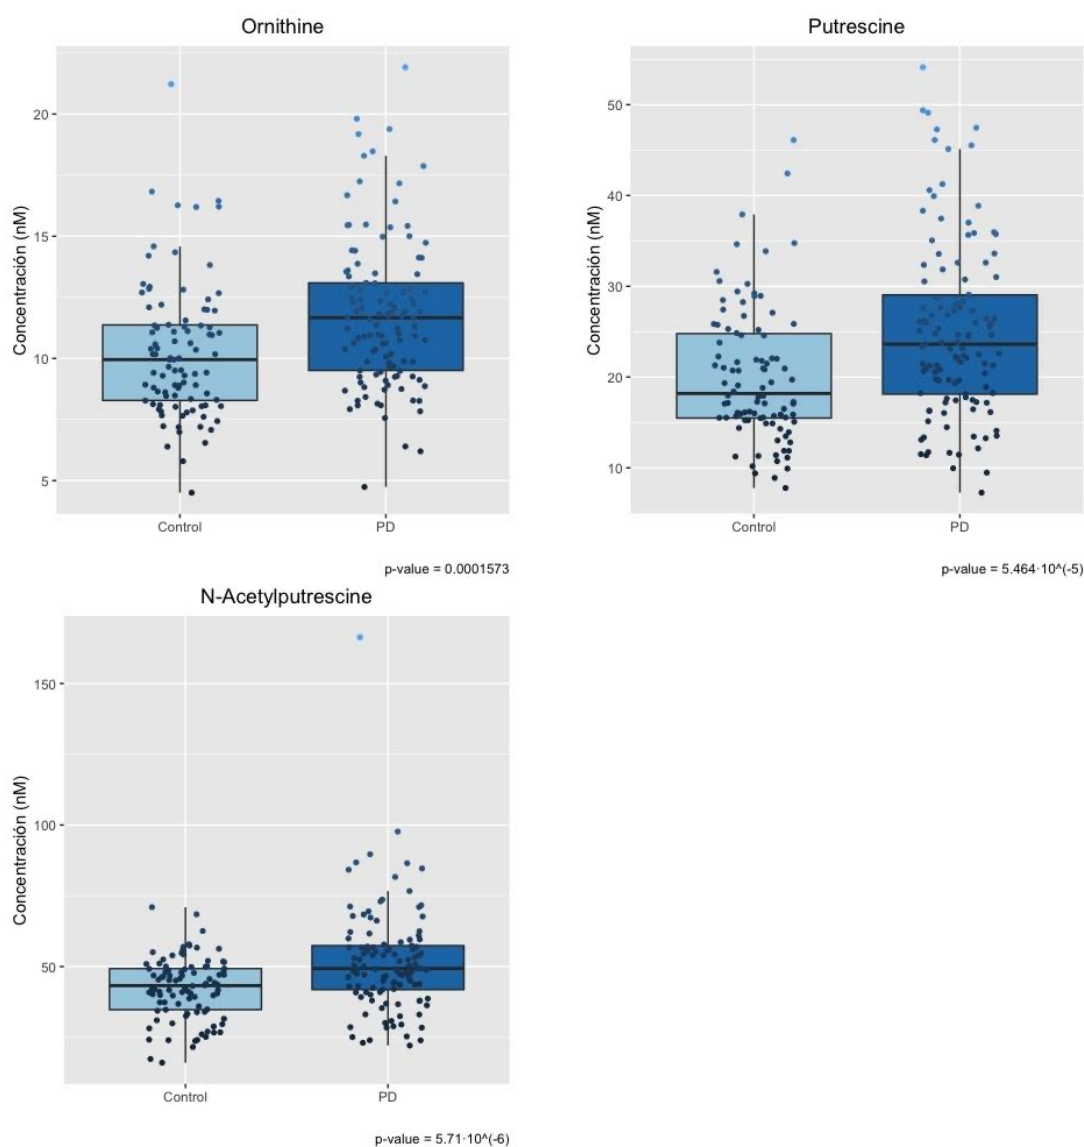 Ornithine
Concentración (nM)
20
15
10
5
Control PD
p-value = 0.0001573
Putrescine
Concentración (nM)
50
40
30
20
10
Control PD
p-value = 5.464·10^(-5)
N-Acetylputrescine
Concentración (nM)
150
100
50
Control PD
p-value = 5.71·10^(-6)